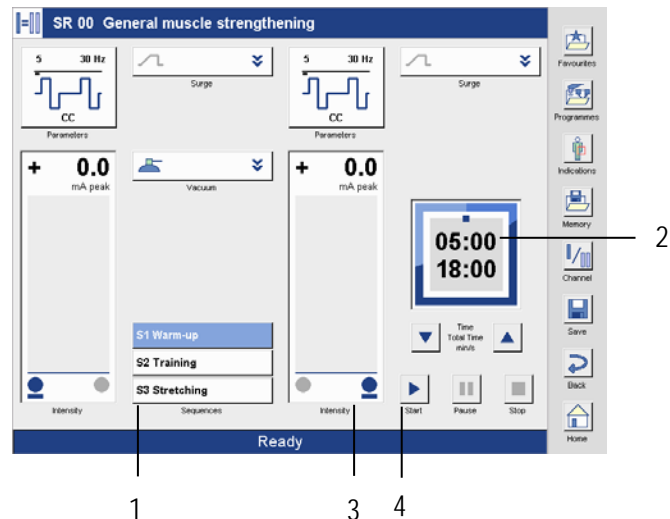 SR 00 General muscle strengthening
5 30 Hz
CC
Parameters
Surge
5 30 Hz
CC
Parameters
Surge
+ 0.0
mA peak
Vacuum
+ 0.0
mA peak
05:00
18:00
Time
Total Time
min/s
S1 Warm-up
S2 Training
S3 Stretching
Intensity
Sequences
Intensity
Start
Pause
Stop
Ready
Favourites
Programmes
Indications
Memory
Channel
Save
Back
Home
2
1
3
4